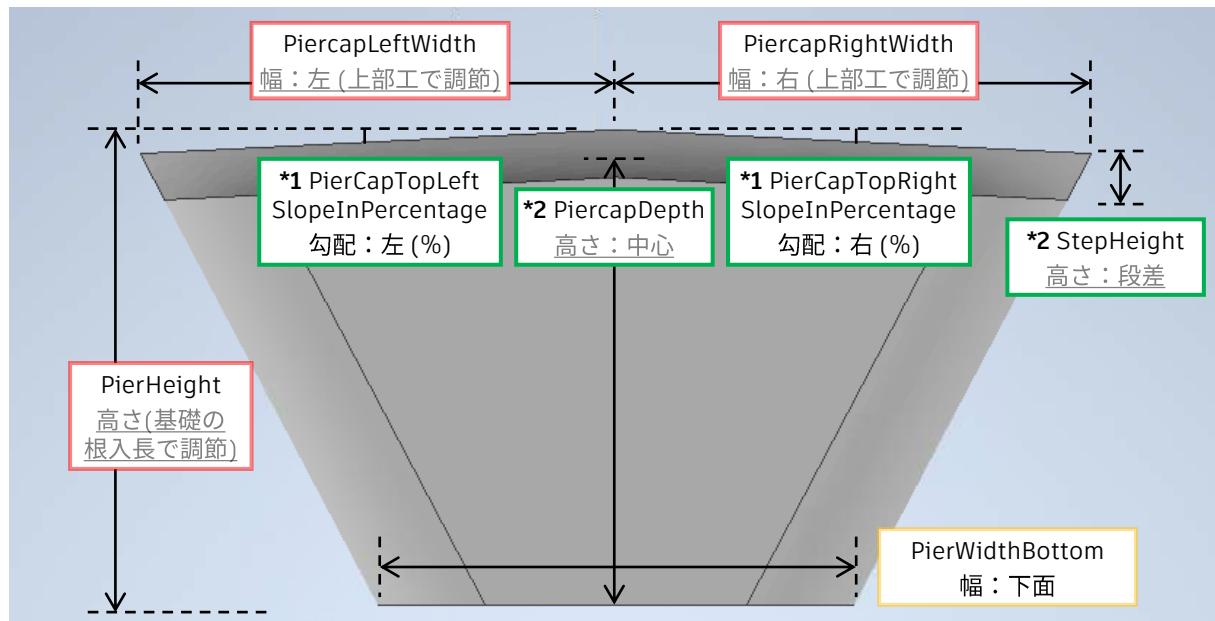 PiercapLeftWidth
幅：左 (上部工で調節)
PiercapRightWidth
幅：右 (上部工で調節)
*1 PierCapTopLeft
SlopeInPercentage
勾配：左 (%)
*2 PiercapDepth
高さ：中心
*1 PierCapTopRight
SlopeInPercentage
勾配：右 (%)
*2 StepHeight
高さ：段差
PierHeight
高さ(基礎の
根入長で調節)
PierWidthBottom
幅：下面